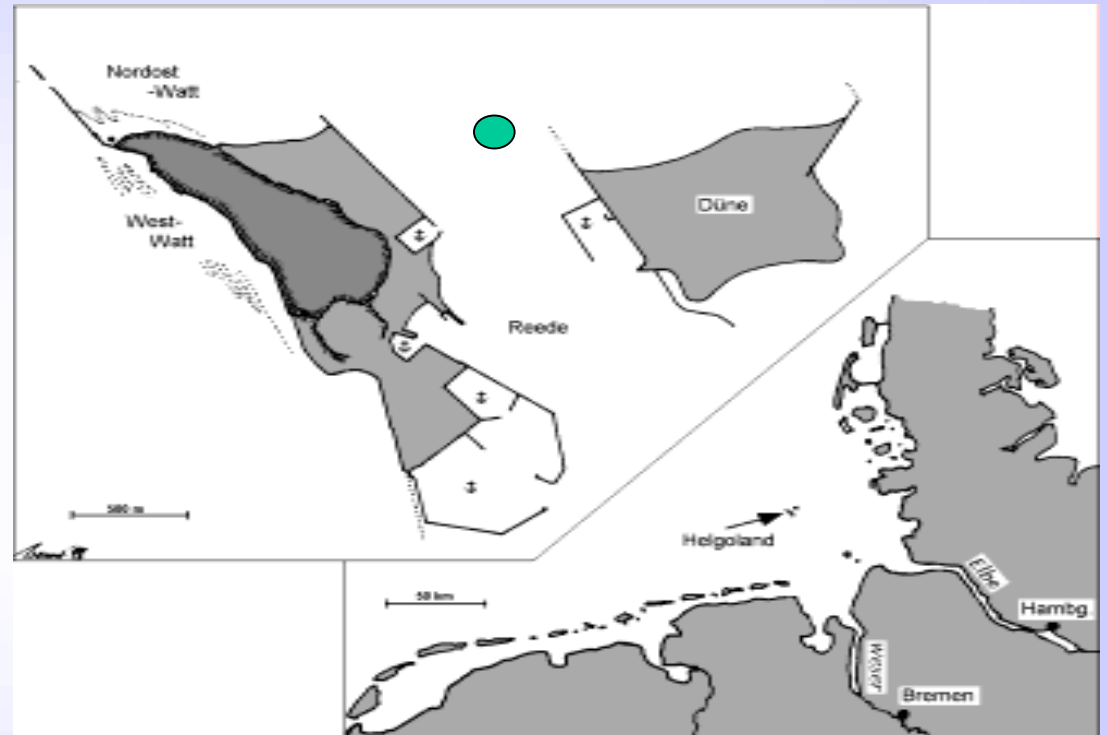 Nordost
-Watt
West-
Watt
Düne
Reede
500 m
Helgoland
50 km
Elbe
Hambg.
Weser
Bremen